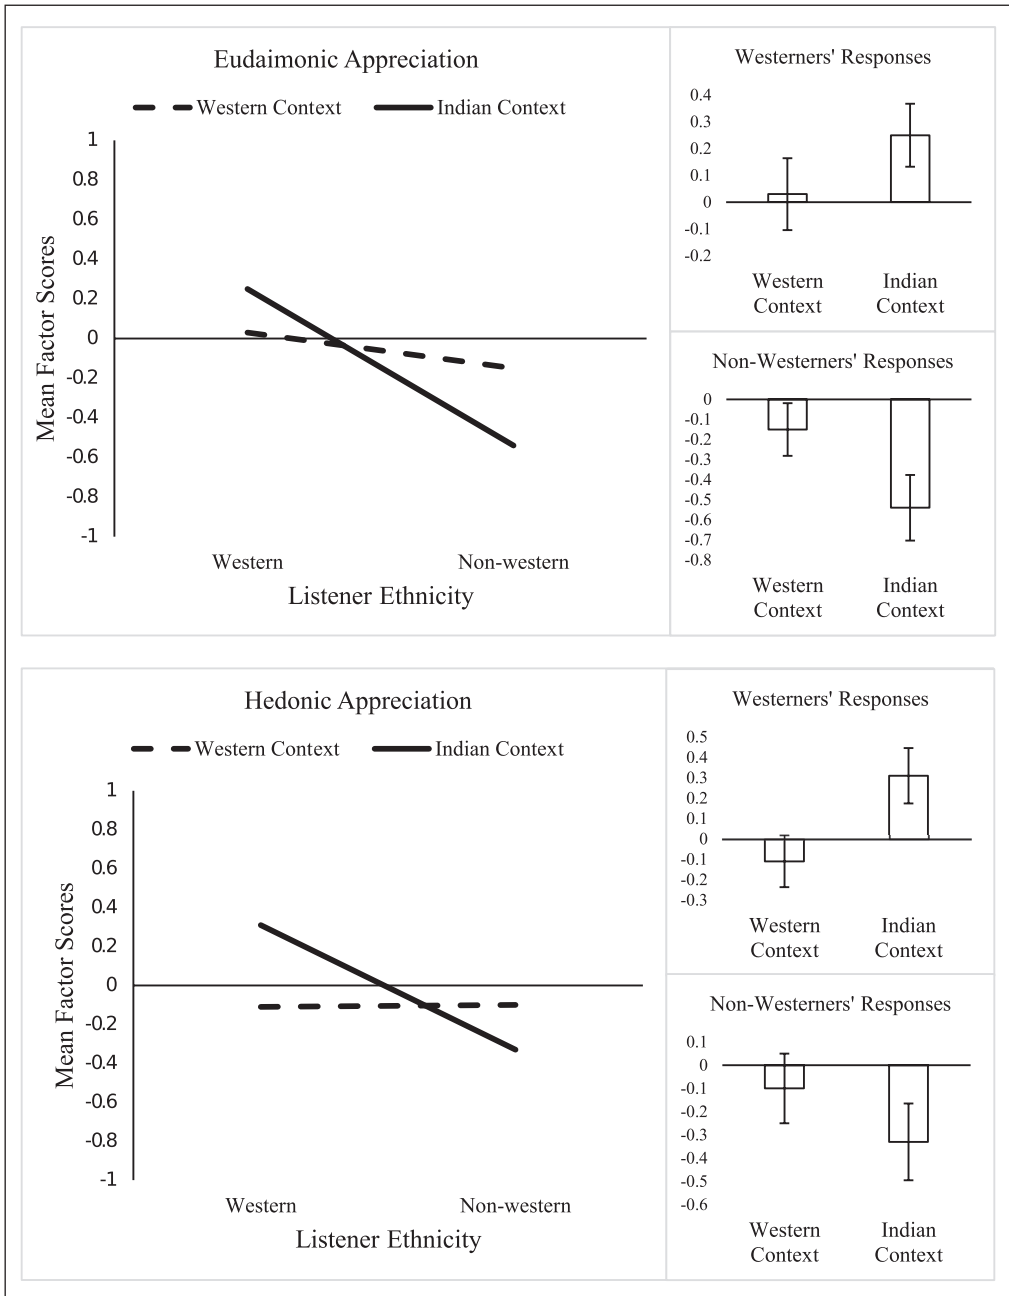 Eudaimonic Appreciation
Western Context Indian Context
1
0.8
0.6
0.4
0.2
0
-0.2
-0.4
-0.6
-0.8
-1
Mean Factor Scores
Western Non-western
Listener Ethnicity
Westerners' Responses
0.4
0.3
0.2
0.1
0
-0.1
-0.2
Western Indian
Context Context
Non-Westerners' Responses
0
-0.1
-0.2
-0.3
-0.4
-0.5
-0.6
-0.7
-0.8
Western Indian
Context Context
Hedonic Appreciation
Western Context Indian Context
1
0.8
0.6
0.4
0.2
0
-0.2
-0.4
-0.6
-0.8
-1
Mean Factor Scores
Western Non-western
Listener Ethnicity
Westerners' Responses
0.5
0.4
0.3
0.2
0.1
0
-0.1
-0.2
-0.3
Western Indian
Context Context
Non-Westerners' Responses
0.1
0
-0.1
-0.2
-0.3
-0.4
-0.5
-0.6
Western Indian
Context Context